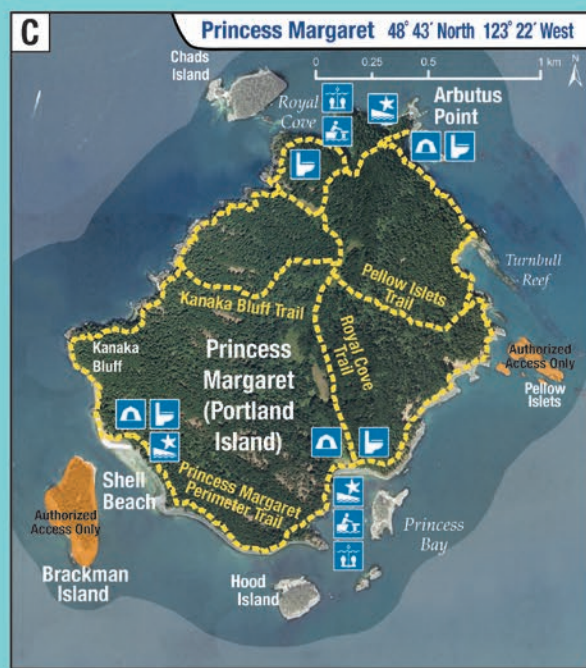 C
Princess Margaret 48° 43´ North 123° 22´ West
Chads
Island
0 0.25 0.5 1 km
N
Royal
Cove
Arbutus
Point
Turnbull
Reef
Pellow Islets
Trail
Kanaka Bluff Trail
Royal Cove
Trail
Kanaka
Bluff
Princess
Margaret
(Portland
Island)
Authorized
Access Only
Pellow
Islets
Shell
Beach
Princess Margaret
Perimeter Trail
Authorized
Access Only
Brackman
Island
Princess
Bay
Hood
Island